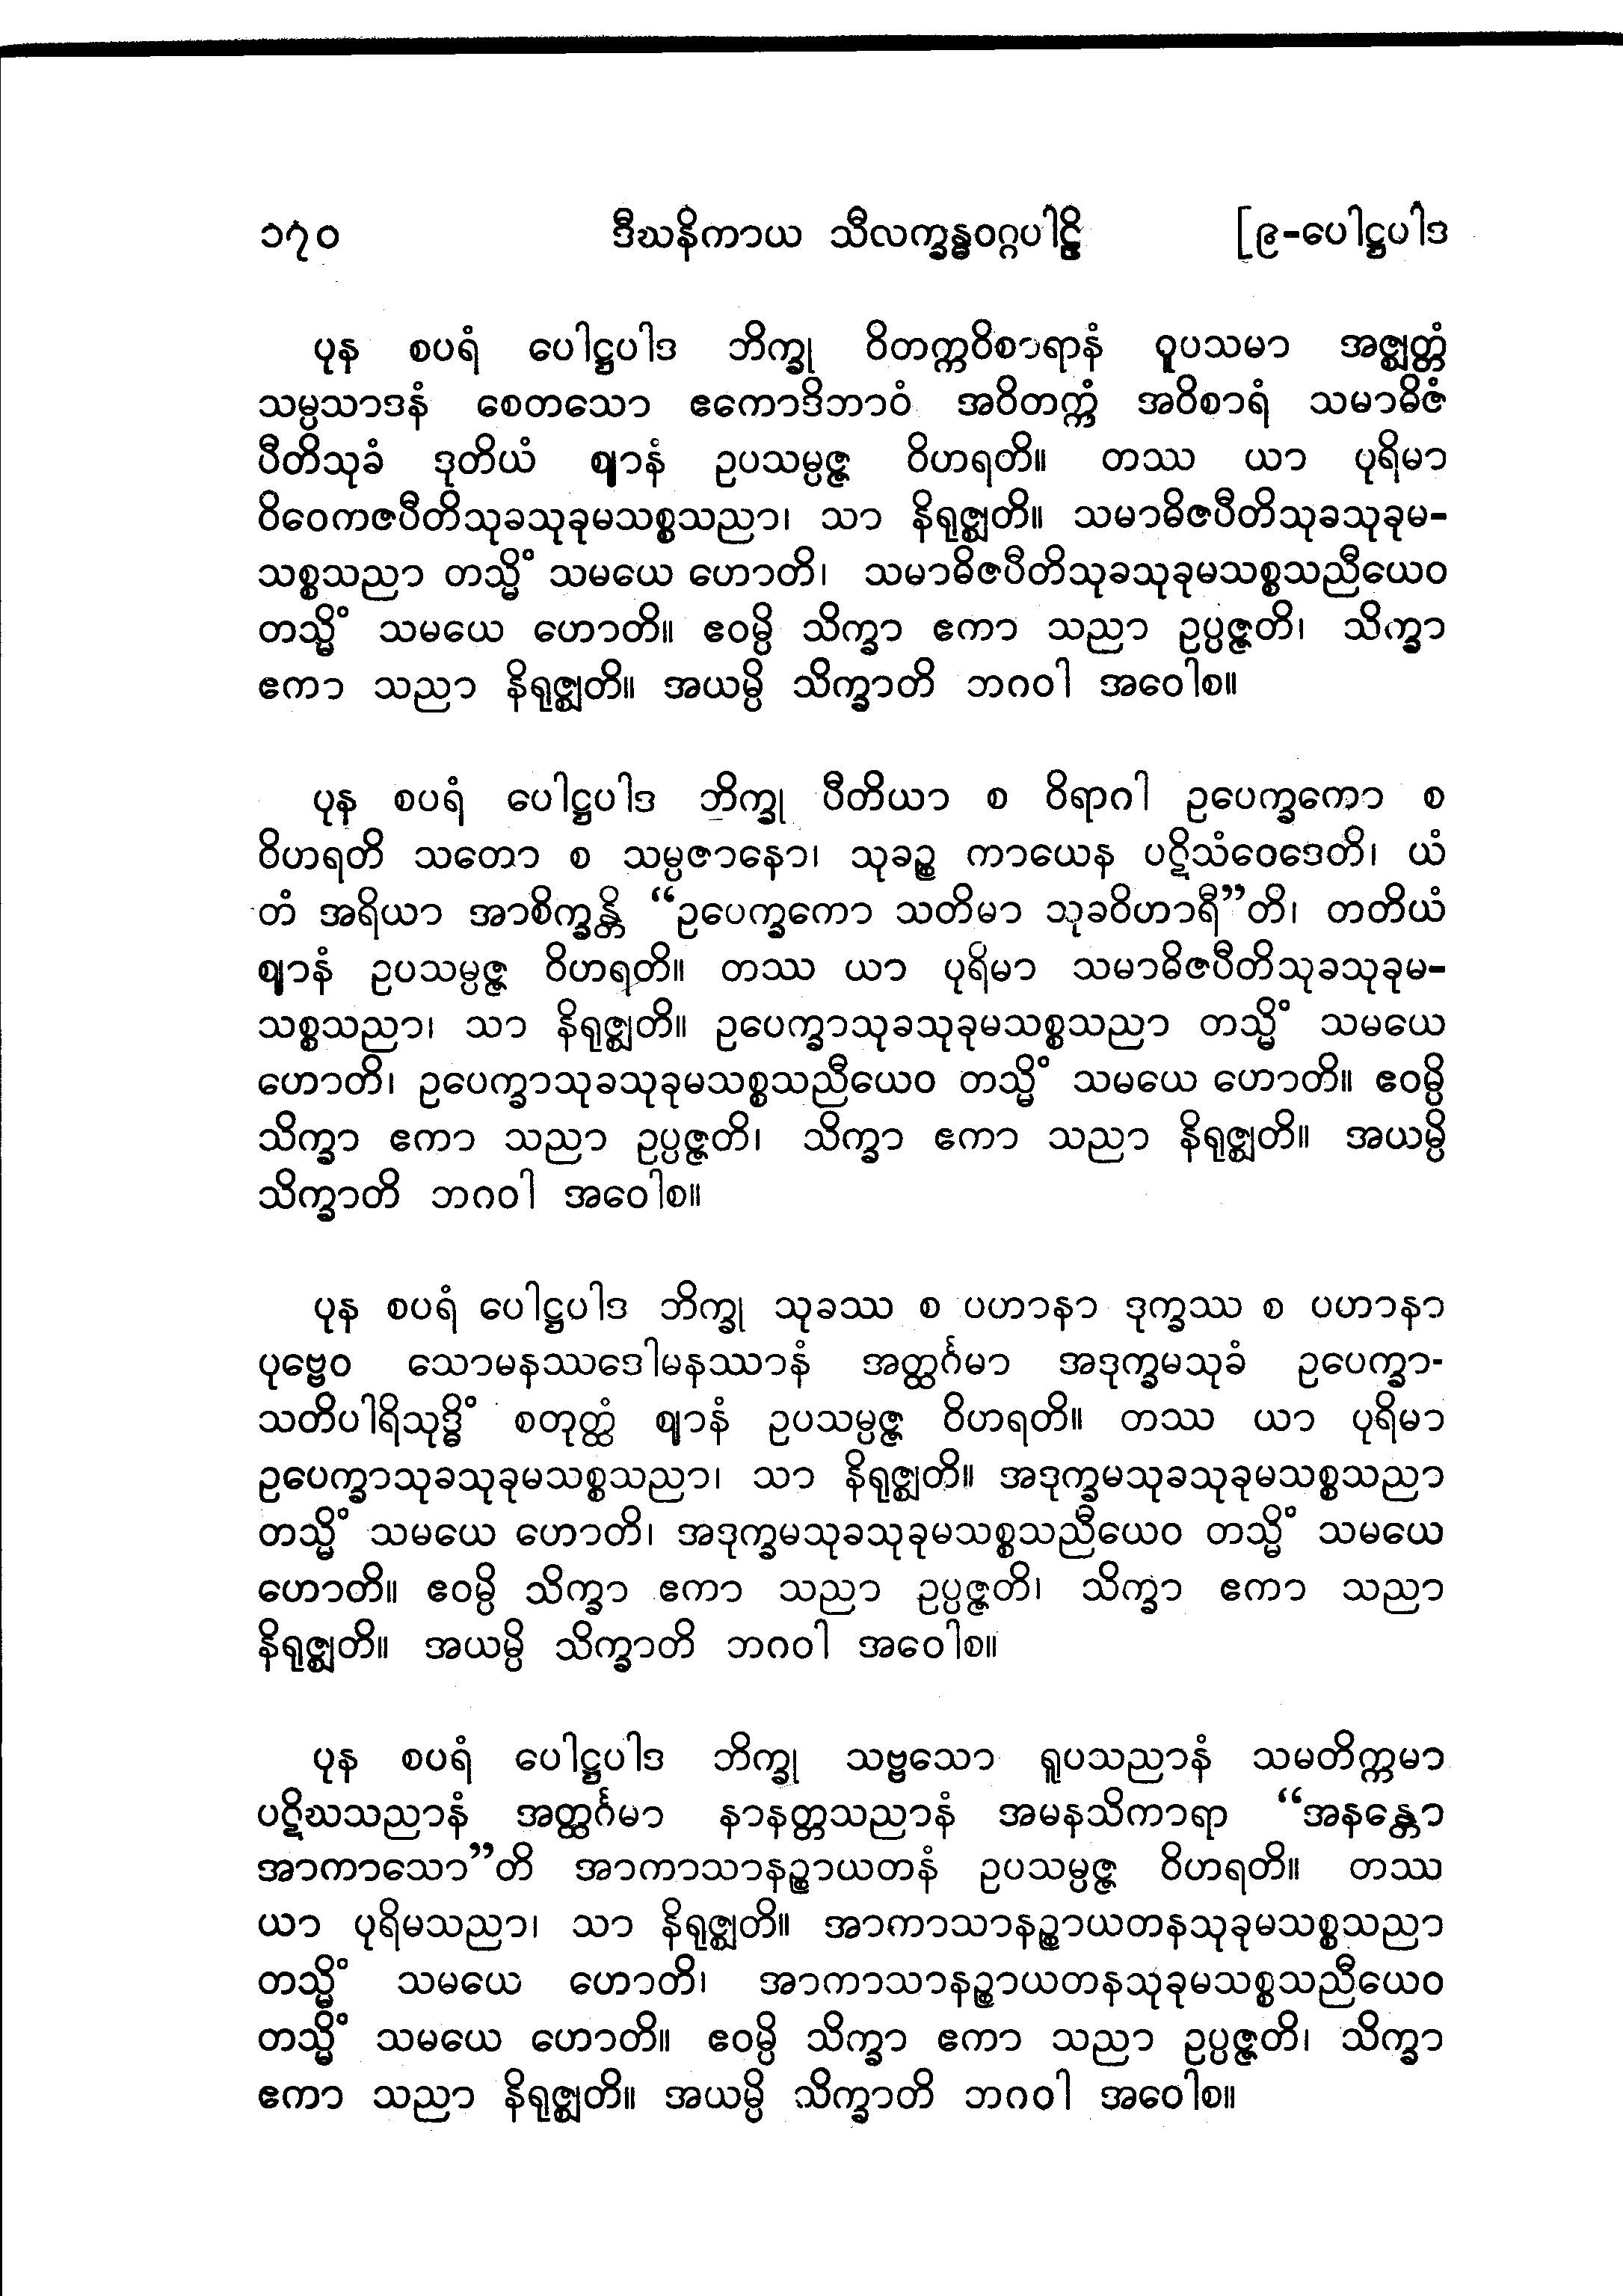 ၁၇၀ ဒီဃနိကာယ သီလက္ခန္ဓဝဂ္ဂပါဠိ [၉-ပေါဋ္ဌပါဒ
ပုန စပရံ ပေါဋ္ဌပါဒ ဘိက္ခု ဝိတက္ကဝိစာရာနံ ဝူပသမာ အဇ္ဈတ္တံ
သမ္ပသာဒနံ စေတသော ဧကောဒိဘာဝံ အဝိတက္ကံ အဝိစာရံ သမာဓိဇံ
ပီတိသုခံ ဒုတိယံ ဈာနံ ဥပသမ္ပဇ္ဇ ဝိဟရတိ။ တဿ ယာ ပုရိမာ
ဝိဝေကဇပီတိသုခသုခုမသစ္စသညာ၊ သာ နိရုဇ္ဈတိ။ သမာဓိဇပီတိသုခသုခုမ-
သစ္စသညာ တသ္မိံ သမယေ ဟောတိ၊ သမာဓိဇပီတိသုခသုခုမသစ္စသညီယေဝ
တသ္မိံ သမယေ ဟောတိ။ ဧဝမ္ပိ သိက္ခာ ဧကာ သညာ ဥပ္ပဇ္ဇတိ၊ သိက္ခာ
ဧကာ သညာ နိရုဇ္ဈတိ။ အယမ္ပိ သိက္ခာတိ ဘဂဝါ အဝေါစ။
ပုန စပရံ ပေါဋ္ဌပါဒ ဘိက္ခု ပီတိယာ စ ဝိရာဂါ ဥပေက္ခကော စ
ဝိဟရတိ သတော စ သမ္ပဇာနော၊ သုခဉ္စ ကာယေန ပဋိသံဝေဒေတိ၊ ယံ
တံ အရိယာ အာစိက္ခန္တိ “ဥပေက္ခကော သတိမာ သုခဝိဟာရီ”တိ၊ တတိယံ
ဈာနံ ဥပသမ္ပဇ္ဇ ဝိဟရတိ။ တဿ ယာ ပုရိမာ သမာဓိဇပီတိသုခသုခုမ-
သစ္စသညာ၊ သာ နိရုဇ္ဈတိ။ ဥပေက္ခာသုခသုခုမသစ္စသညာ တသ္မိံ သမယေ
ဟောတိ၊ ဥပေက္ခာသုခသုခုမသစ္စသညီယေဝ တသ္မိံ သမယေ ဟောတိ။ ဧဝမ္ပိ
သိက္ခာ ဧကာ သညာ ဥပ္ပဇ္ဇတိ၊ သိက္ခာ ဧကာ သညာ နိရုဇ္ဈတိ။ အယမ္ပိ
သိက္ခာတိ ဘဂဝါ အဝေါစ။
ပုန စပရံ ပေါဋ္ဌပါဒ ဘိက္ခု သုခဿ စ ပဟာနာ ဒုက္ခဿ စ ပဟာနာ
ပုဗ္ဗေဝ သောမနဿဒေါမနဿာနံ အတ္ထင်္ဂမာ အဒုက္ခမသုခံ ဥပေက္ခာ-
သတိပါရိသုဒ္ဓိံ စတုတ္ထံ ဈာနံ ဥပသမ္ပဇ္ဇ ဝိဟရတိ။ တဿ ယာ ပုရိမာ
ဥပေက္ခာသုခသုခုမသစ္စသညာ၊ သာ နိရုဇ္ဈတိ။ အဒုက္ခမသုခသုခုမသစ္စသညာ
တသ္မိံ သမယေ ဟောတိ၊ အဒုက္ခမသုခသုခုမသစ္စသညီယေဝ တသ္မိံ သမယေ
ဟောတိ။ ဧဝမ္ပိ သိက္ခာ ဧကာ သညာ ဥပ္ပဇ္ဇတိ၊ သိက္ခာ ဧကာ သညာ
နိရုဇ္ဈတိ။ အယမ္ပိ သိက္ခာတိ ဘဂဝါ အဝေါစ။
ပုန စပရံ ပေါဋ္ဌပါဒ ဘိက္ခု သဗ္ဗသော ရူပသညာနံ သမတိက္ကမာ
ပဋိဃသညာနံ အတ္ထင်္ဂမာ နာနတ္တသညာနံ အမနသိကာရာ “အနန္တော
အာကာသော”တိ အာကာသာနဉ္စာယတနံ ဥပသမ္ပဇ္ဇ ဝိဟရတိ။ တဿ
ယာ ပုရိမသညာ၊ သာ နိရုဇ္ဈတိ။ အာကာသာနဉ္စာယတနသုခုမသစ္စသညာ
တသ္မိံ သမယေ ဟောတိ၊ အာကာသာနဉ္စာယတနသုခုမသစ္စသညီယေဝ
တသ္မိံ သမယေ ဟောတိ။ ဧဝမ္ပိ သိက္ခာ ဧကာ သညာ ဥပ္ပဇ္ဇတိ၊ သိက္ခာ
ဧကာ သညာ နိရုဇ္ဈတိ။ အယမ္ပိ သိက္ခာတိ ဘဂဝါ အဝေါစ။